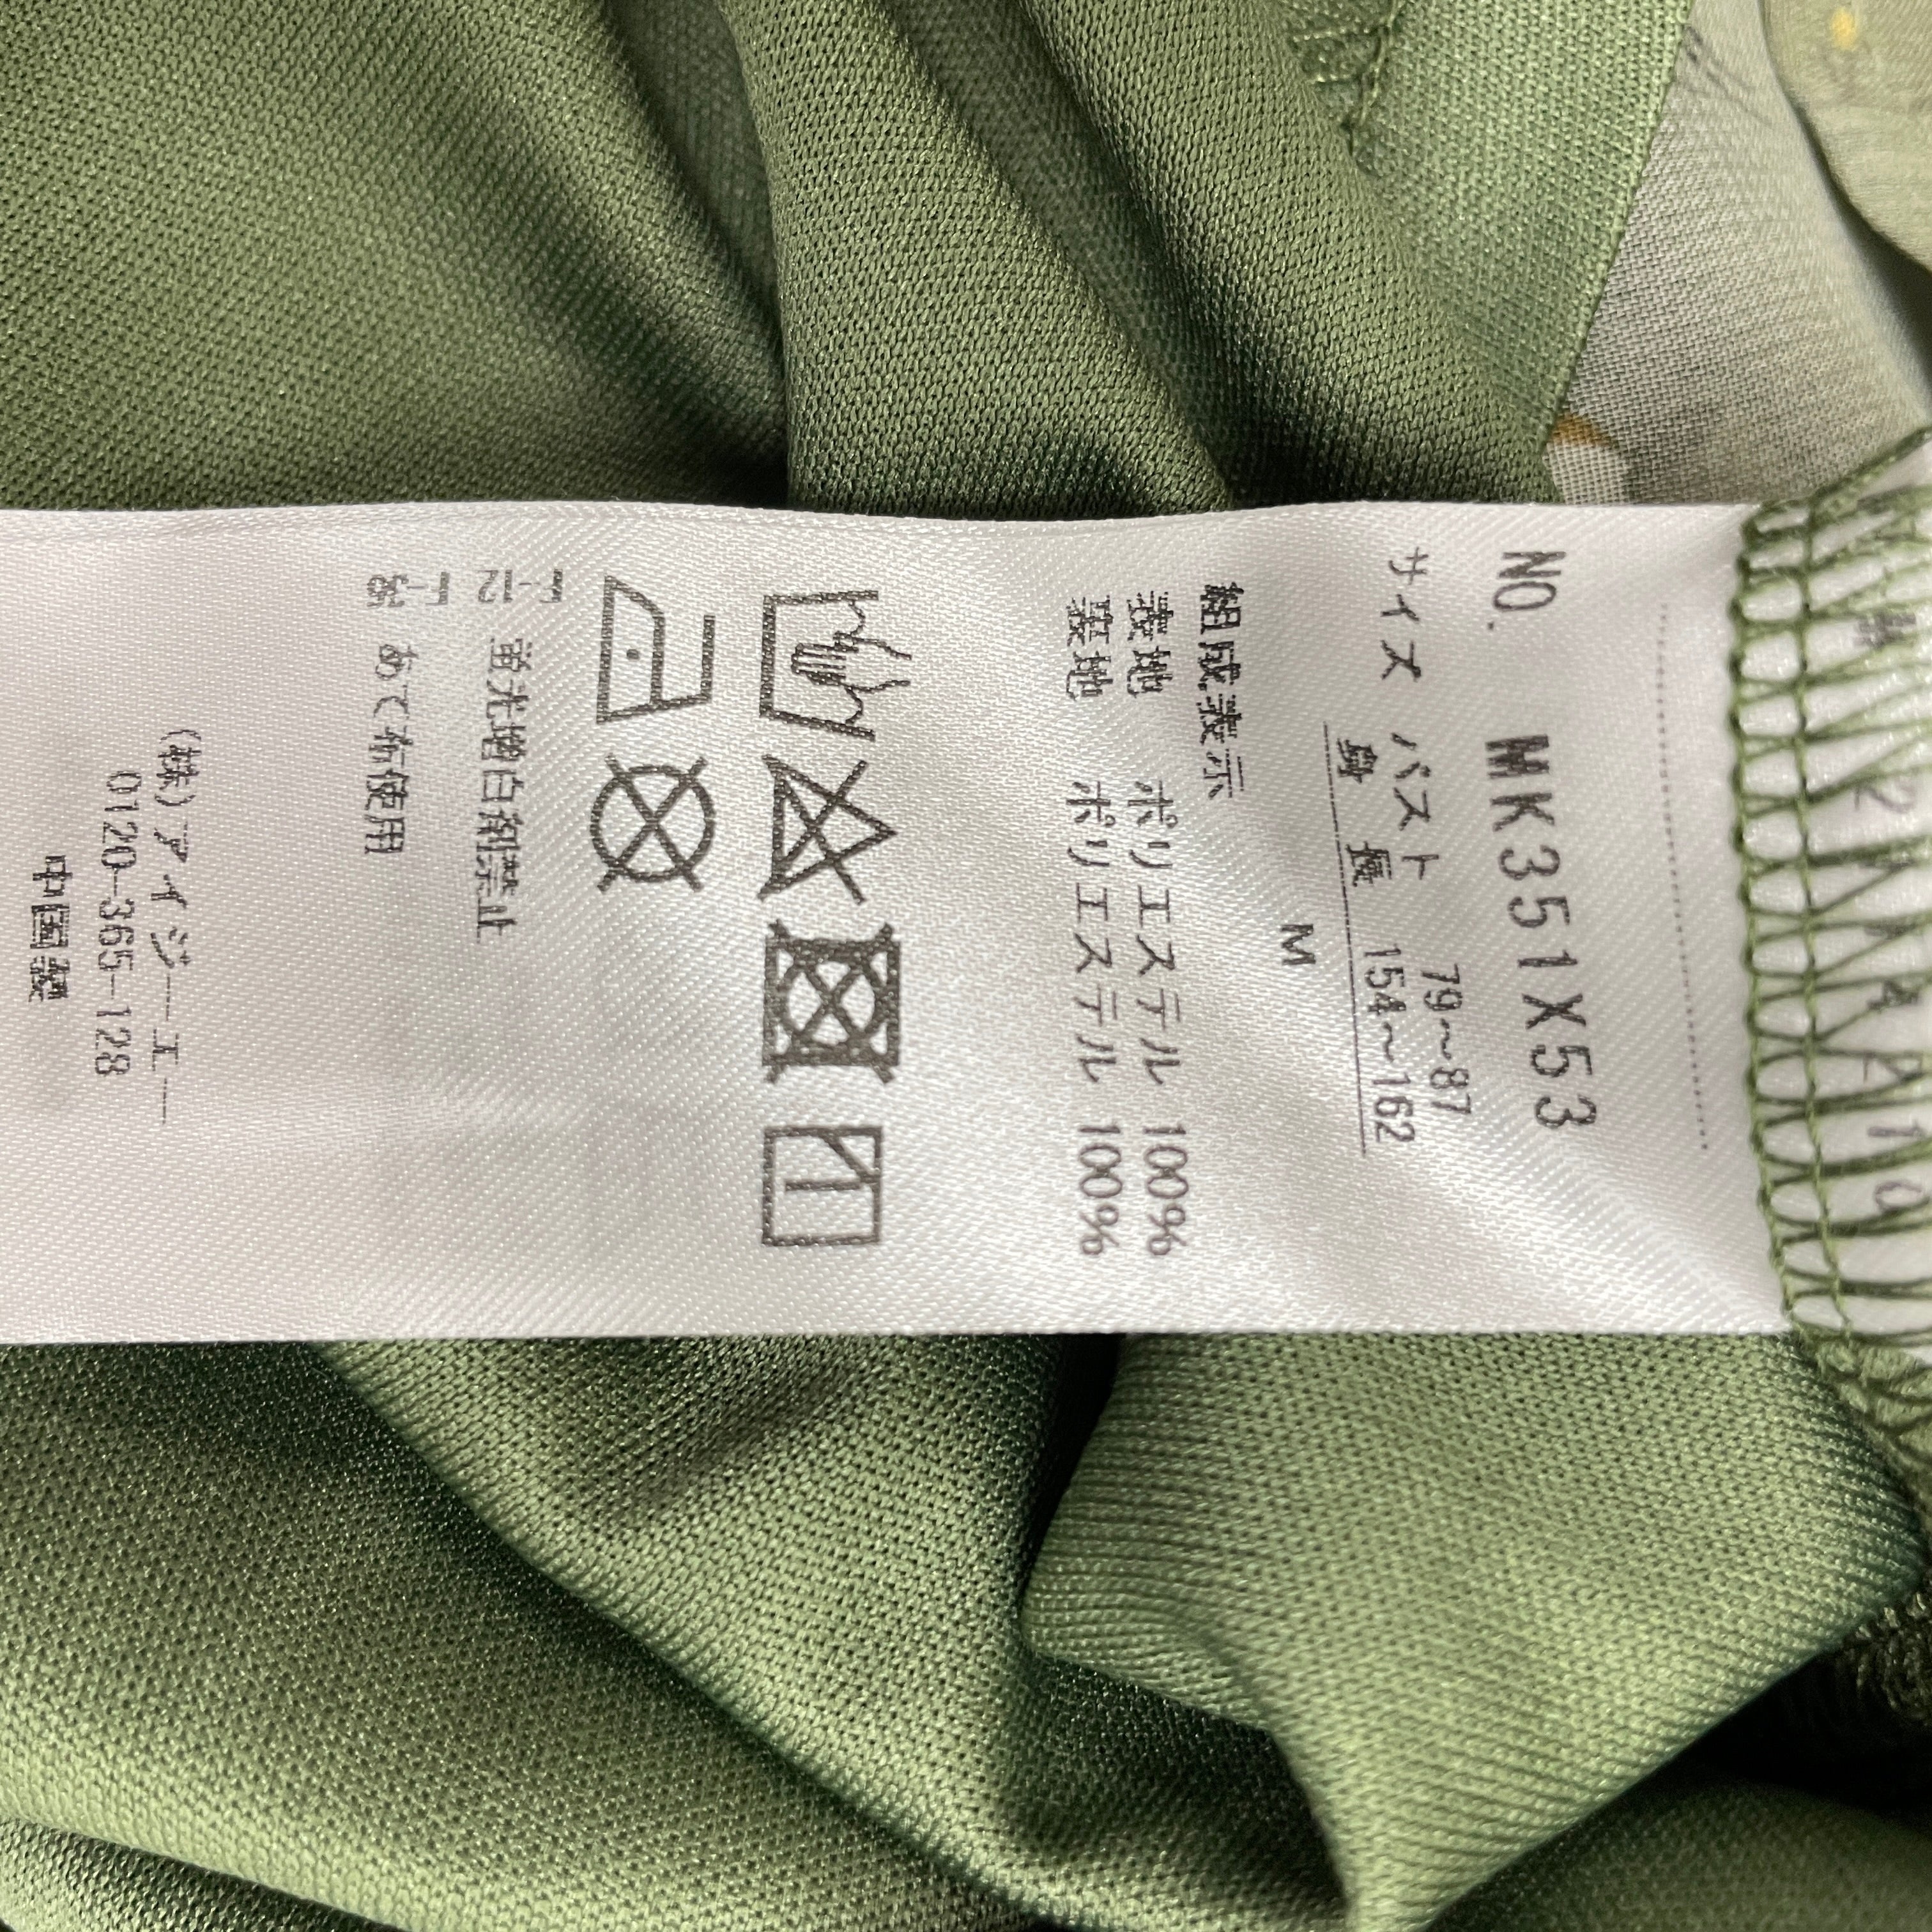 NO. MK351X53
サイズ バスト 79～87
身 長 154～162
M
組成表示
表地 ポリエステル 100%
裏地 ポリエステル 100%
蛍光増白剤禁止
あて布使用
(株)アイジーエー
0120-365-128
中国製